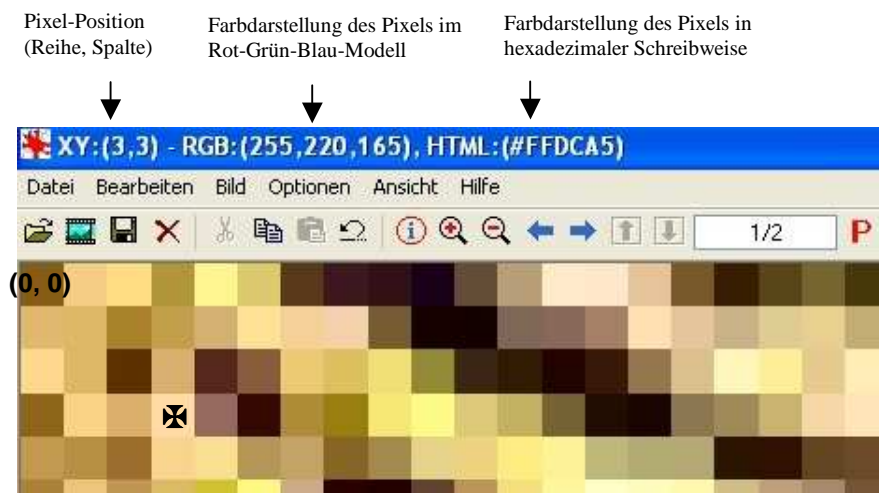 Pixel-Position
(Reihe, Spalte)
Farbdarstellung des Pixels im
Rot-Grün-Blau-Modell
Farbdarstellung des Pixels in
hexadezimaler Schreibweise
XY:(3,3) - RGB:(255,220,165), HTML:(#FFDCA5)
Datei Bearbeiten Bild Optionen Ansicht Hilfe
1/2 P
(0, 0)